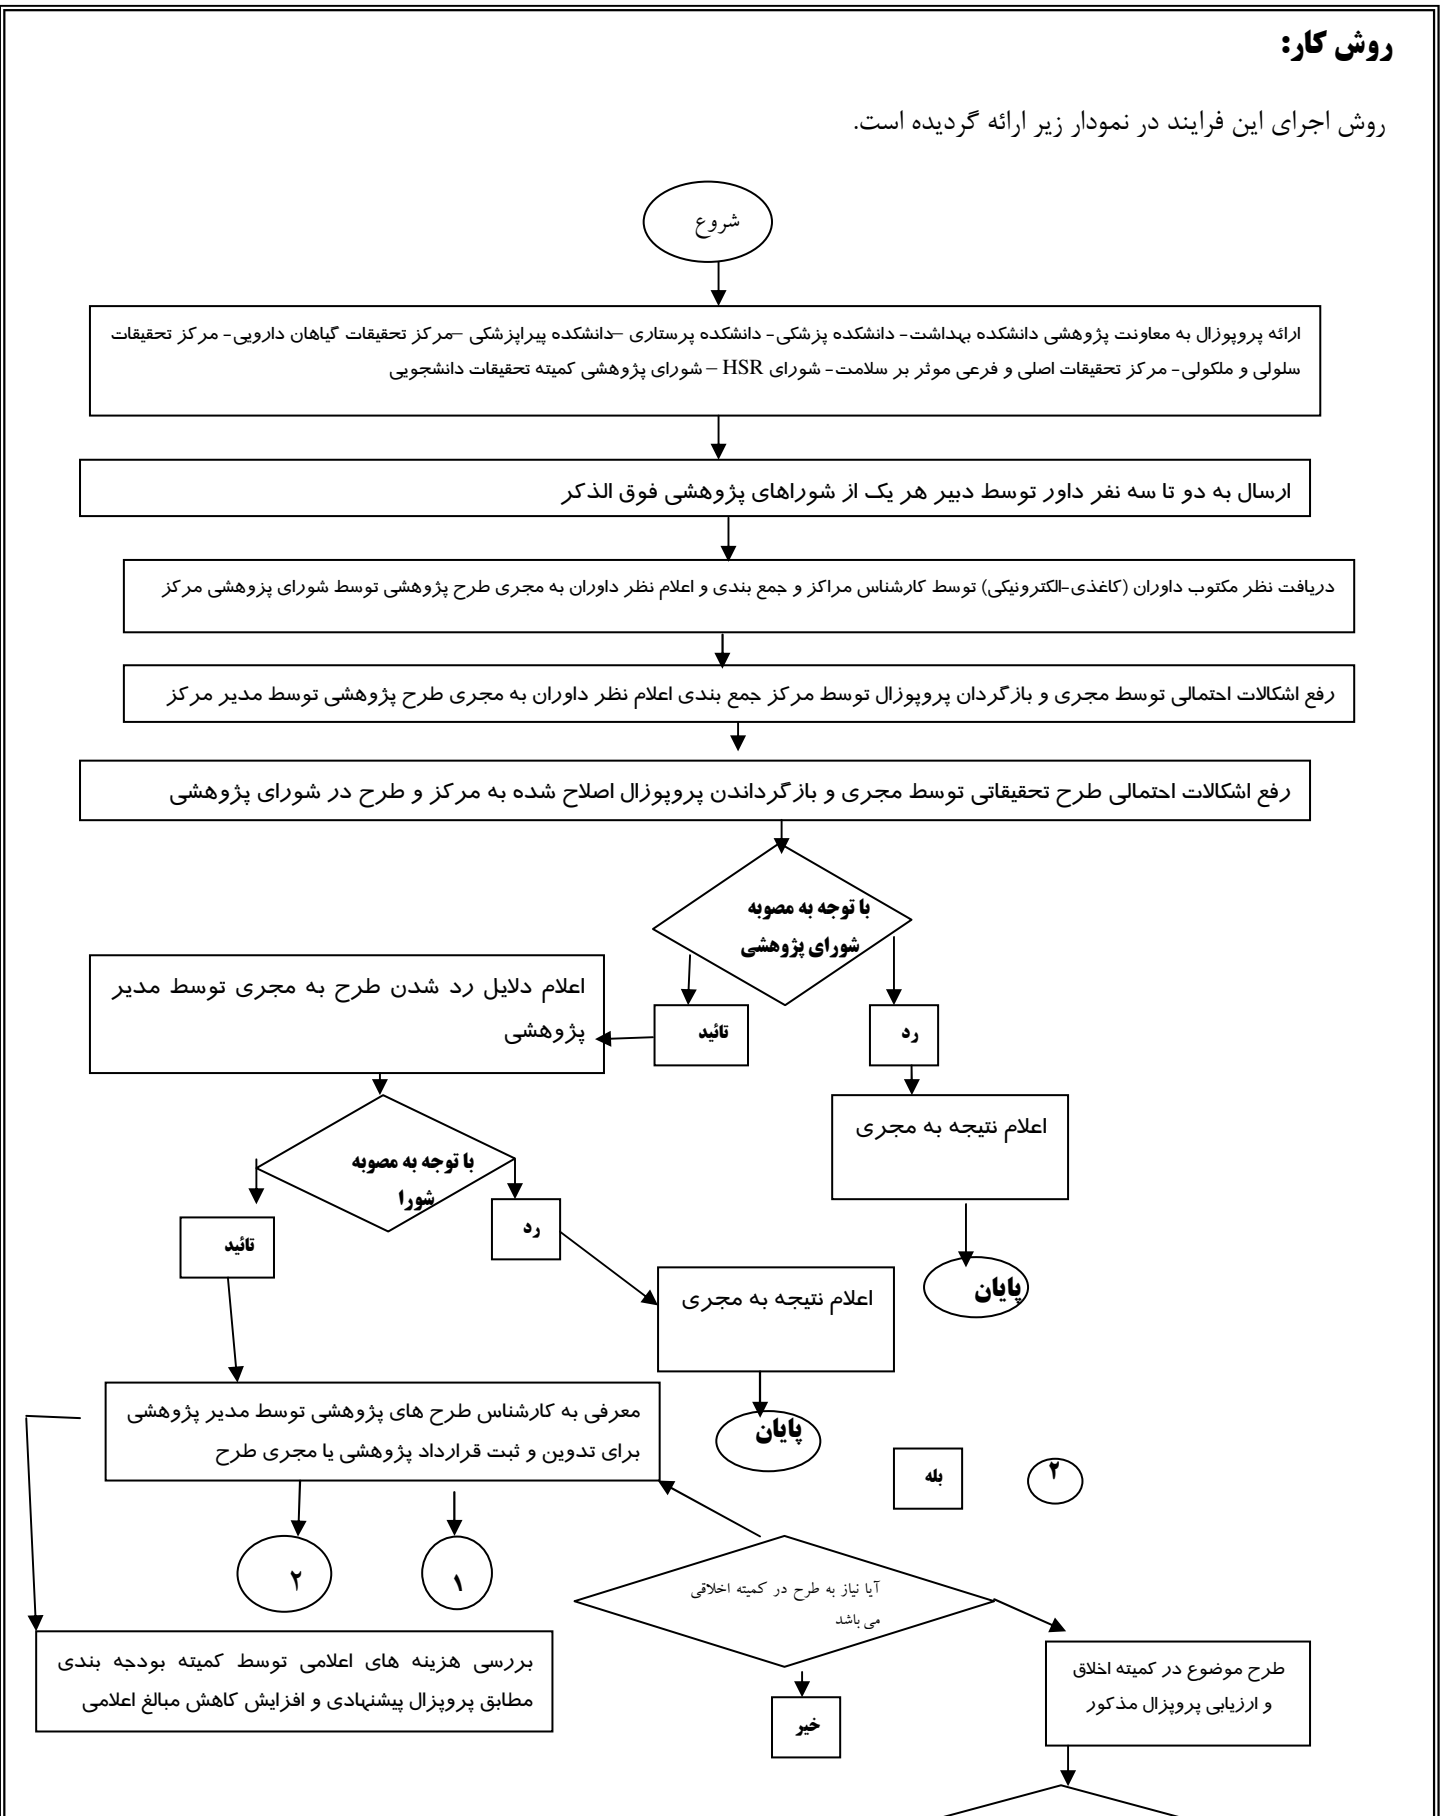 روش کار:
روش اجرای این فرایند در نمودار زیر ارائه گردیده است.
شروع
ارائه پروپوزال به معاونت پژوهشی دانشکده بهداشت- دانشکده پزشکی- دانشکده پرستاری –دانشکده پیراپزشکی –مرکز تحقیقات گیاهان دارویی- مرکز تحقیقات
سلولی و ملکولی- مرکز تحقیقات اصلی و فرعی موثر بر سلامت- شورای HSR – شورای پژوهشی کمیته تحقیقات دانشجویی
ارسال به دو تا سه نفر داور توسط دبیر هر یک از شوراهای پژوهشی فوق الذکر
دریافت نظر مکتوب داوران (کاغذی-الکترونیکی) توسط کارشناس مراکز و جمع بندی و اعلام نظر داوران به مجری طرح پژوهشی توسط شورای پزوهشی مرکز
رفع اشکالات احتمالی توسط مجری و بازگردان پروپوزال توسط مرکز جمع بندی اعلام نظر داوران به مجری طرح پژوهشی توسط مدیر مرکز
رفع اشکالات احتمالی طرح تحقیقاتی توسط مجری و بازگرداندن پروپوزال اصلاح شده به مرکز و طرح در شورای پژوهشی
با توجه به مصوبه
شورای پژوهشی
رد
تائید
اعلام دلایل رد شدن طرح به مجری توسط مدیر
پژوهشی
اعلام نتیجه به مجری
پایان
با توجه به مصوبه
شورا
رد
تائید
اعلام نتیجه به مجری
پایان
معرفی به کارشناس طرح های پژوهشی توسط مدیر پژوهشی
برای تدوین و ثبت قرارداد پژوهشی یا مجری طرح
۲
بله
۱
۲
آیا نیاز به طرح در کمیته اخلاقی
می باشد
طرح موضوع در کمیته اخلاق
و ارزیابی پروپزال مذکور
خیر
بررسی هزینه های اعلامی توسط کمیته بودجه بندی
مطابق پروپزال پیشنهادی و افزایش کاهش مبالغ اعلامی